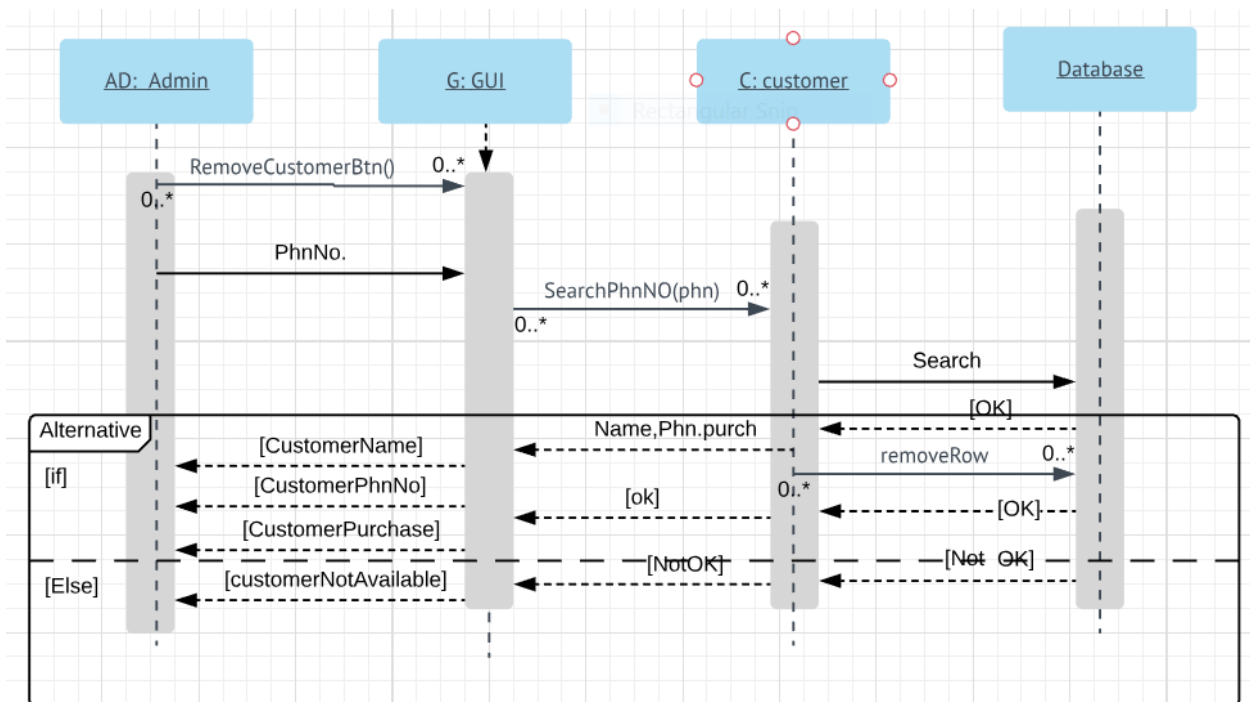 AD: Admin
G: GUI
C: customer
Database
Rectangular Snip
RemoveCustomerBtn()
0..*
0..*
PhnNo.
SearchPhnNO(phn)
0..*
0..*
Search
[OK]
Alternative
Name,Phn.purch
[CustomerName]
removeRow
0..*
[if]
[CustomerPhnNo]
0..*
[ok]
[OK]
[CustomerPurchase]
[NotOK]
[Not OK]
[Else]
[customerNotAvailable]